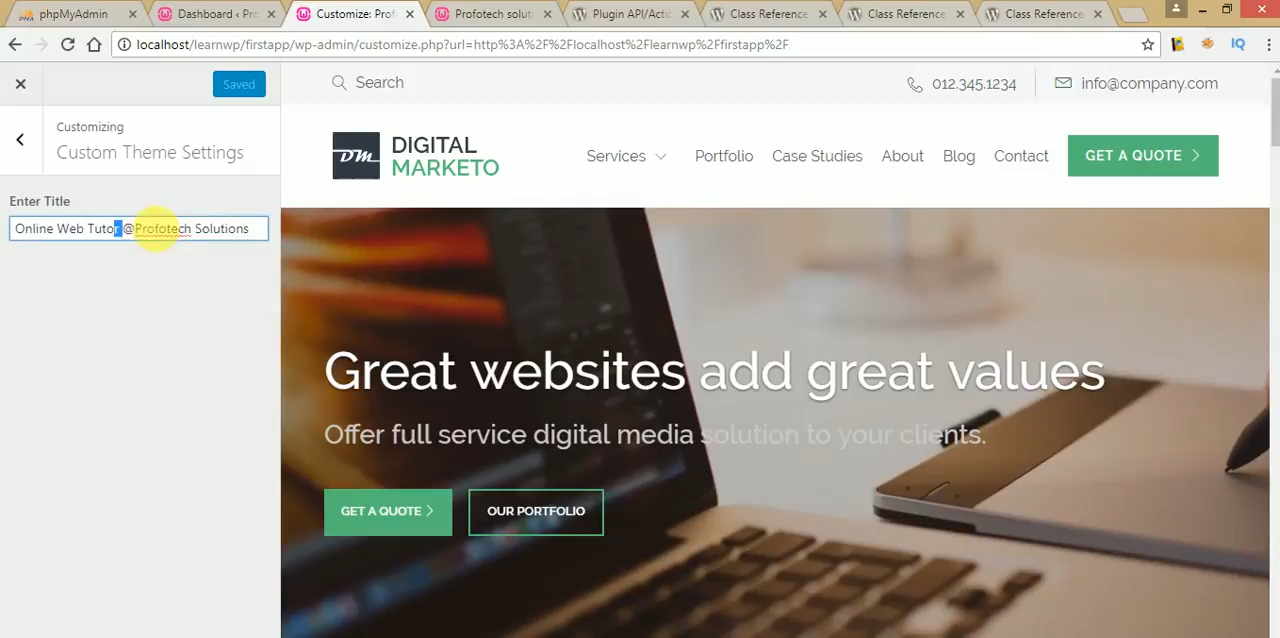 phpMyAdmin
Dashboard ‹ Pro
Customize: Prof
Profotech soluti
Plugin API/Actic
Class Reference
Class Reference
Class Reference
localhost/learnwp/firstapp/wp-admin/customize.php?url=http%3A%2F%2Flocalhost%2Flearnwp%2Ffirstapp%2F
IQ
Saved
Search
012.345.1234
info@company.com
Customizing
Custom Theme Settings
DM
DIGITAL
MARKETO
Services
Portfolio
Case Studies
About
Blog
Contact
GET A QUOTE
Enter Title
Online Web Tutor @Profotech Solutions
Great websites add great values
Offer full service digital media solution to your clients.
GET A QUOTE
OUR PORTFOLIO